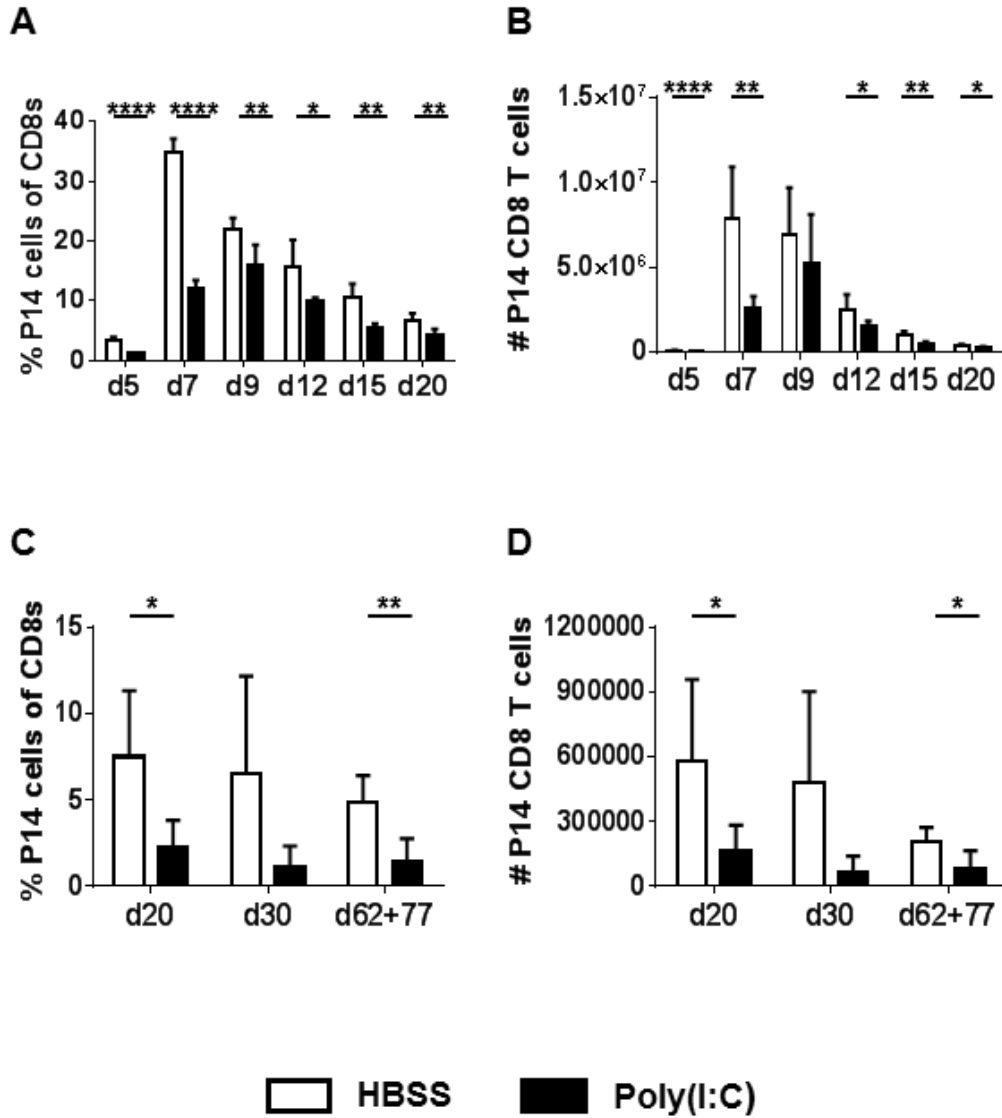 A
% P14 cells of CD8s
**** **** ** * ** **
40
30
20
10
0
d5 d7 d9 d12 d15 d20
B
# P14 CD8 T cells
**** ** * ** *
1.5×10⁷
1.0×10⁷
5.0×10⁶
0
d5 d7 d9 d12 d15 d20
C
% P14 cells of CD8s
* **
15
10
5
0
d20 d30 d62+77
D
# P14 CD8 T cells
* *
1200000
900000
600000
300000
0
d20 d30 d62+77
HBSS Poly(I:C)